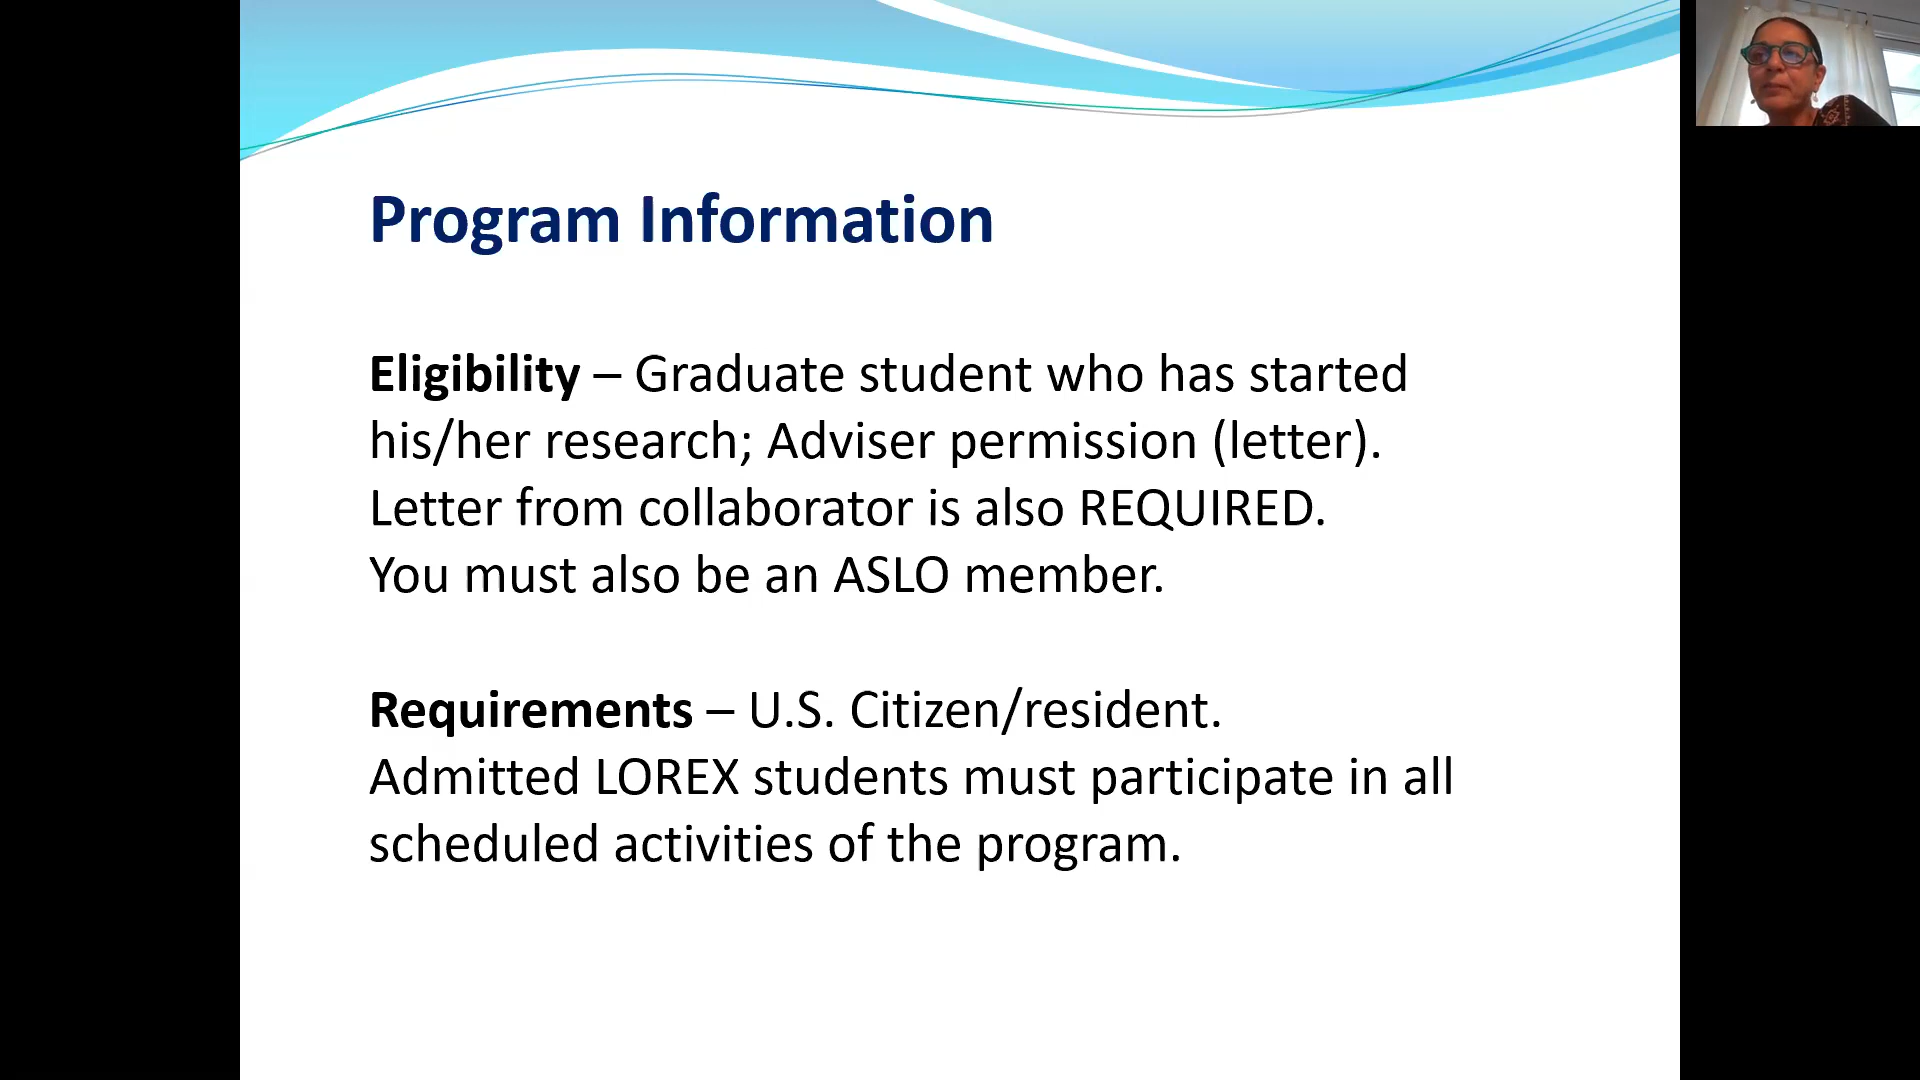 Program Information
Eligibility – Graduate student who has started
his/her research; Adviser permission (letter).
Letter from collaborator is also REQUIRED.
You must also be an ASLO member.
Requirements – U.S. Citizen/resident.
Admitted LOREX students must participate in all
scheduled activities of the program.